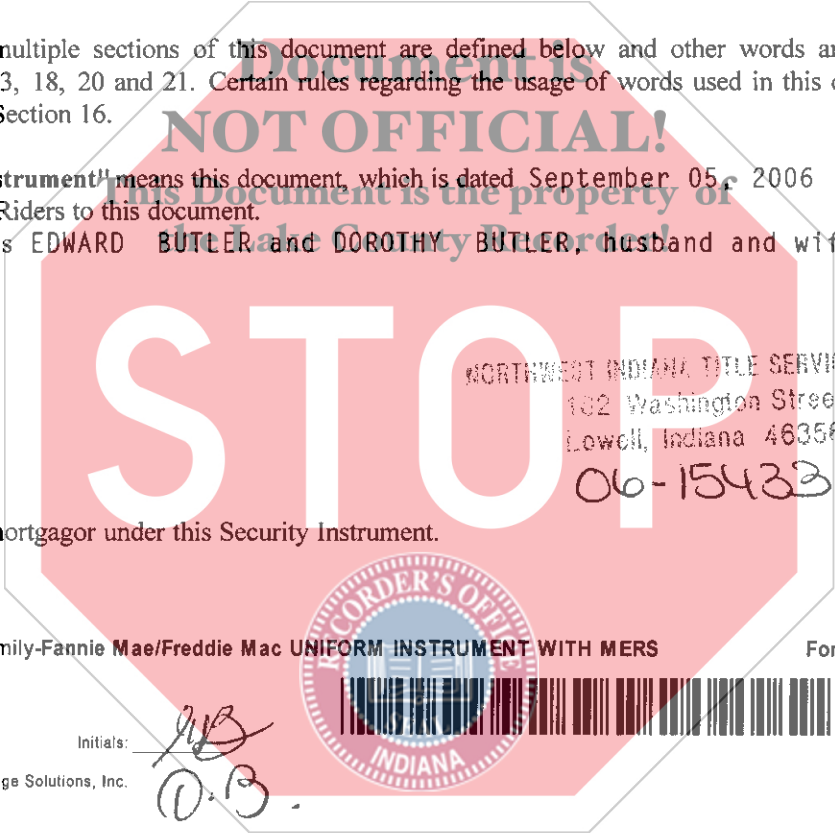 multiple sections of this document are defined below and other words ar
3, 18, 20 and 21. Certain rules regarding the usage of words used in this
Section 16.
Document is
NOT OFFICIAL!
This Document is the property of
the Lake County Recorder!
strument" means this document, which is dated September 05, 2006
Riders to this document.
s EDWARD BUTLER and DOROTHY BUTLER, husband and wif
STOP
NORTHWEST INDIANA TITLE SERVI
162 Washington Stree
Lowell, Indiana 46356
06-15433
ortgagor under this Security Instrument.
RECORDER'S OFFICE
SEAL
INDIANA
mily-Fannie Mae/Freddie Mac UNIFORM INSTRUMENT WITH MERS For
Initials:
ge Solutions, Inc.
D.B.